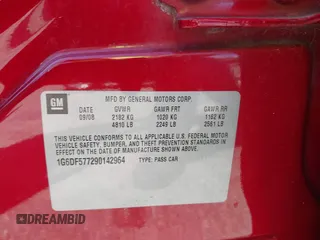 GM
MFD BY GENERAL MOTORS CORP.
DATE GVWR GAWR FRT GAWR RR
09/08 2182 KG 1020 KG 1162 KG
4810 LB 2249 LB 2561 LB
THIS VEHICLE CONFORMS TO ALL APPLICABLE U.S. FEDERAL
MOTOR VEHICLE SAFETY, BUMPER, AND THEFT PREVENTION STANDARDS IN
EFFECT ON THE DATE OF MANUFACTURE SHOWN ABOVE.
1G6DF577290142964 TYPE: PASS CAR
DREAMBID